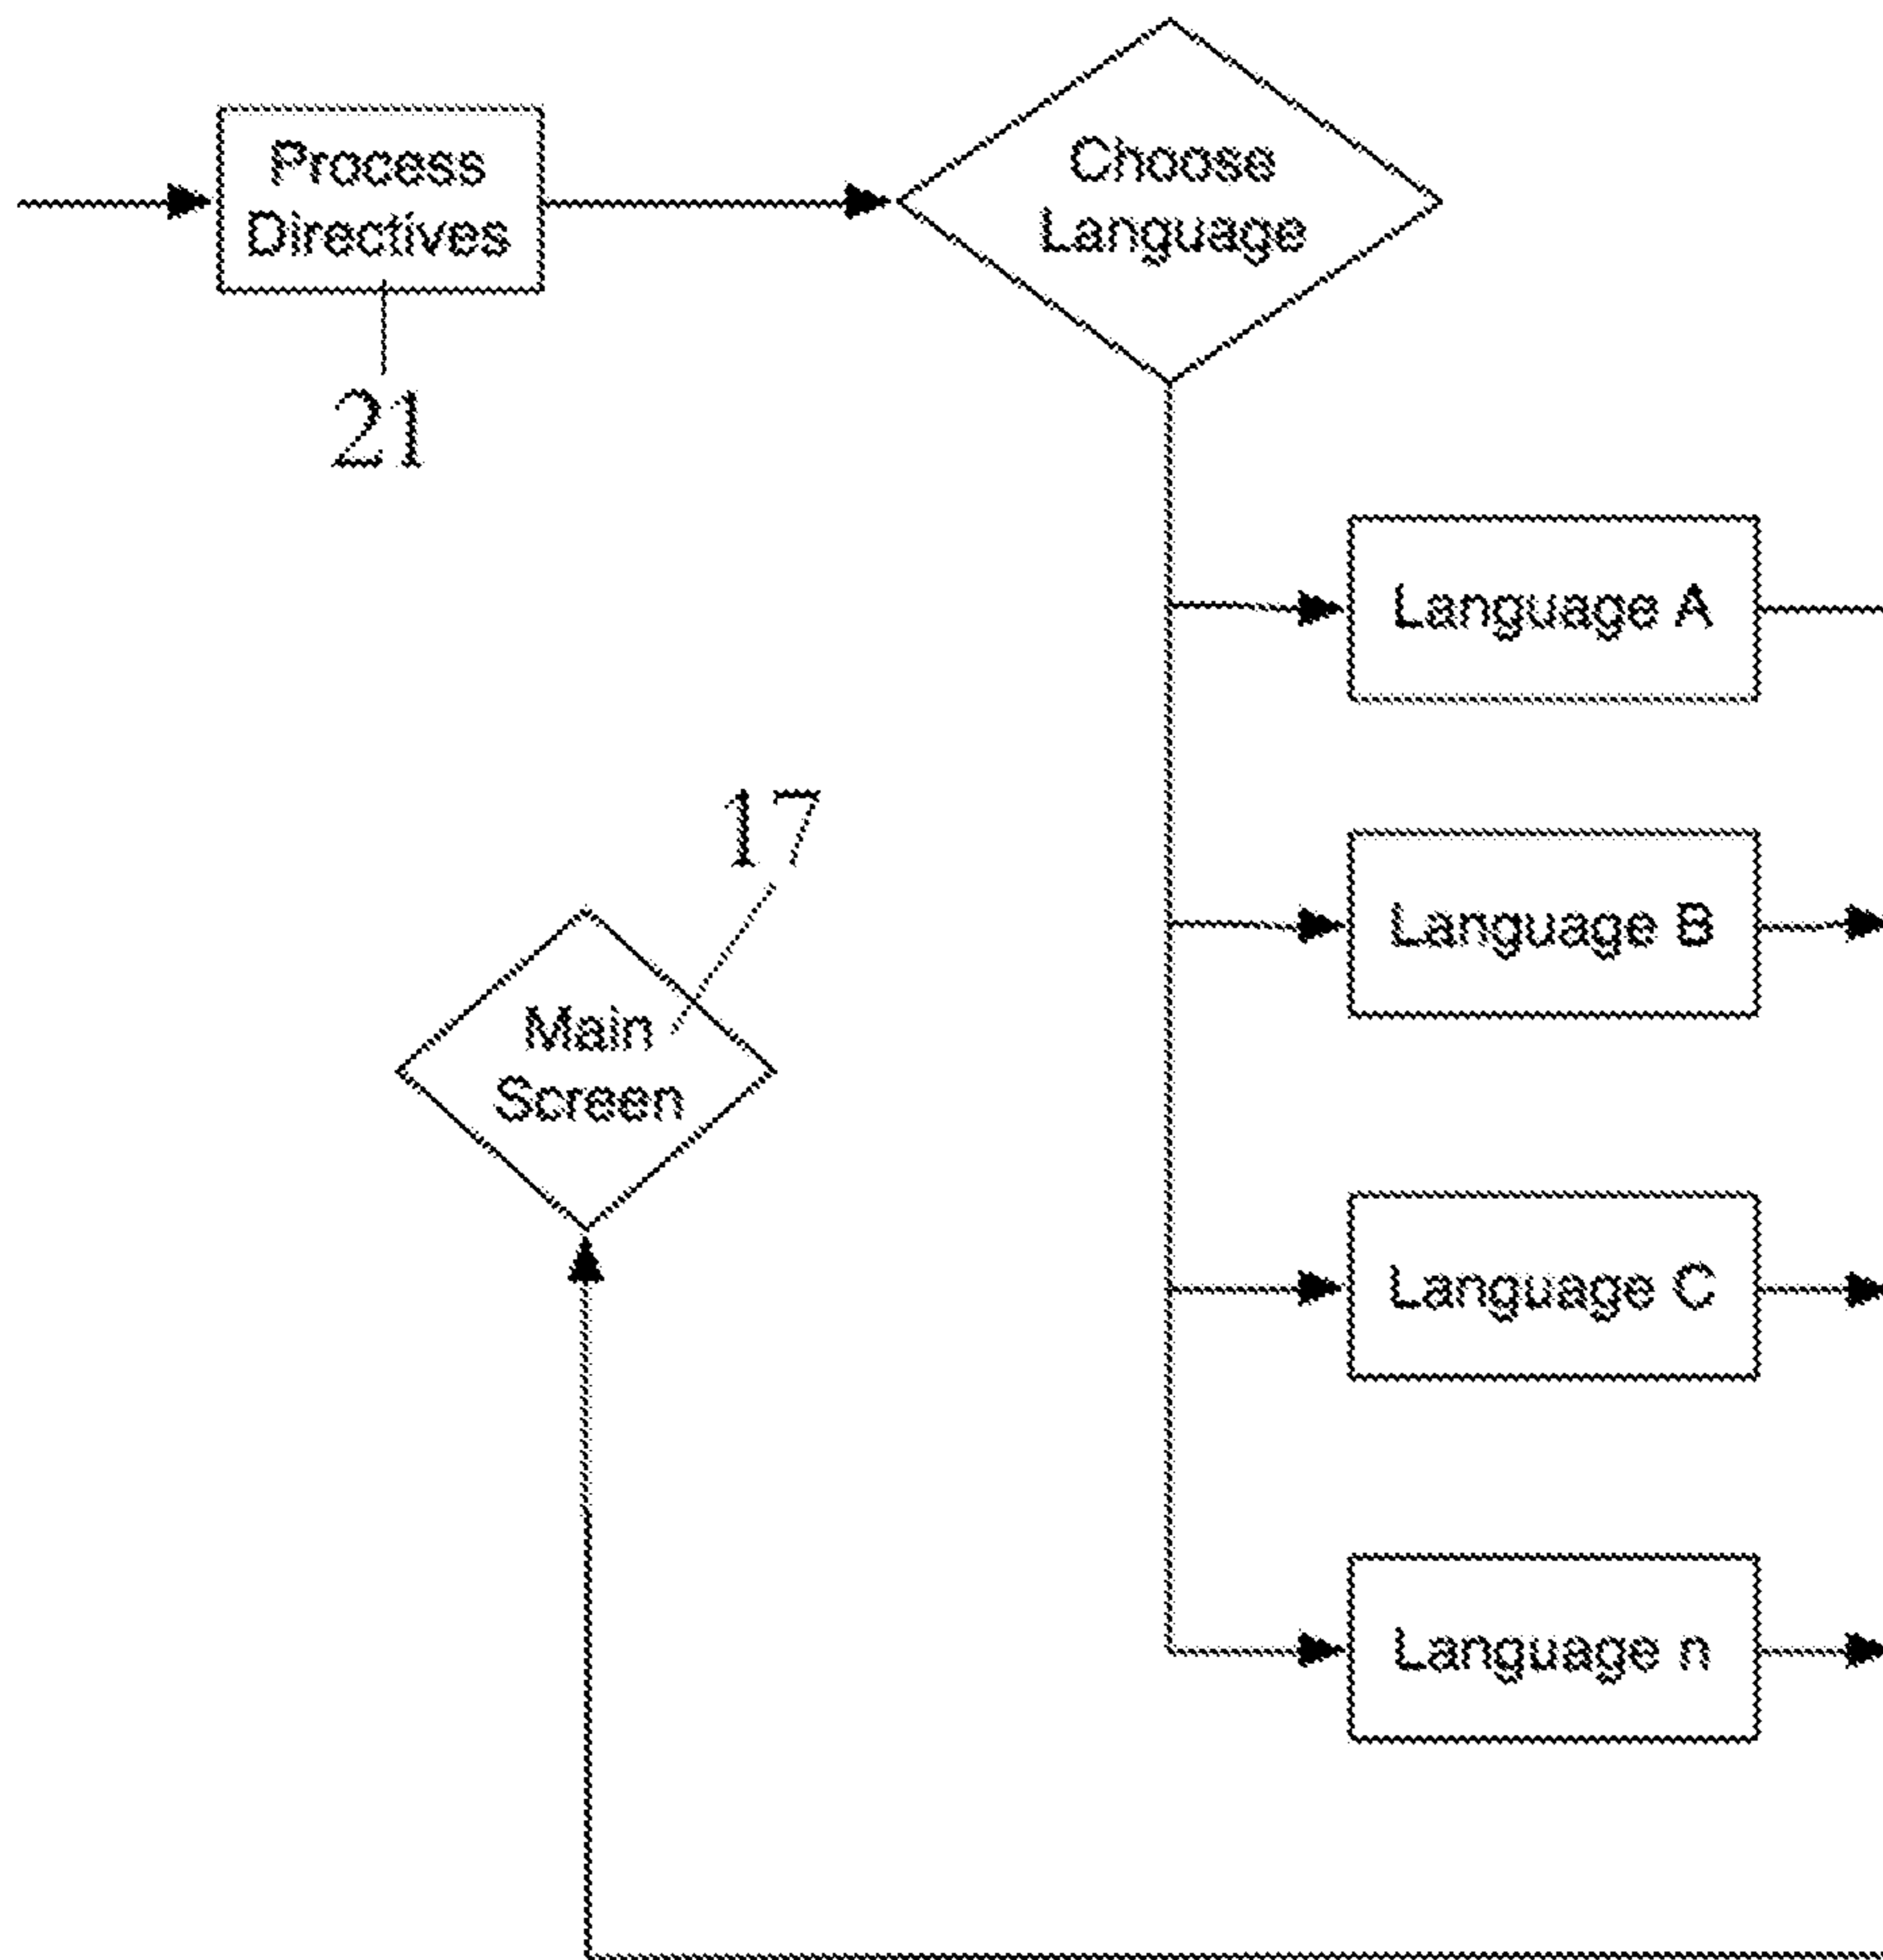 Process
Directives
21
Choose
Language
Language A
17
Language B
Main
Screen
Language C
Language n